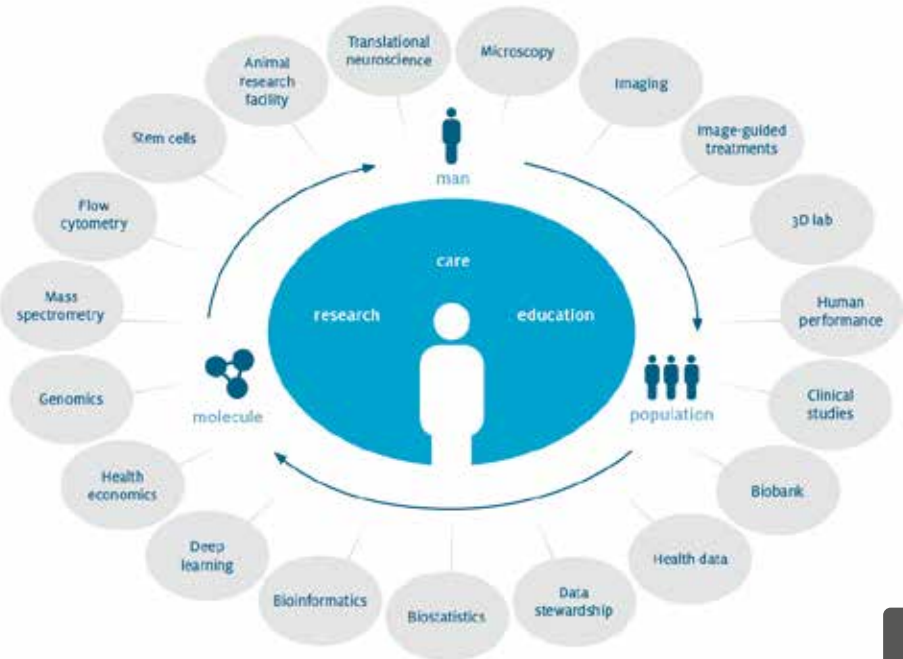 Translational
neuroscience
Microscopy
Imaging
Image-guided
treatments
3D lab
Human
performance
Clinical
studies
Biobank
Health data
Data
stewardship
Biostatistics
Bioinformatics
Deep
learning
Health
economics
Genomics
Mass
spectrometry
Flow
cytometry
Stem cells
Animal
research
facility
man
care
research
education
molecule
population